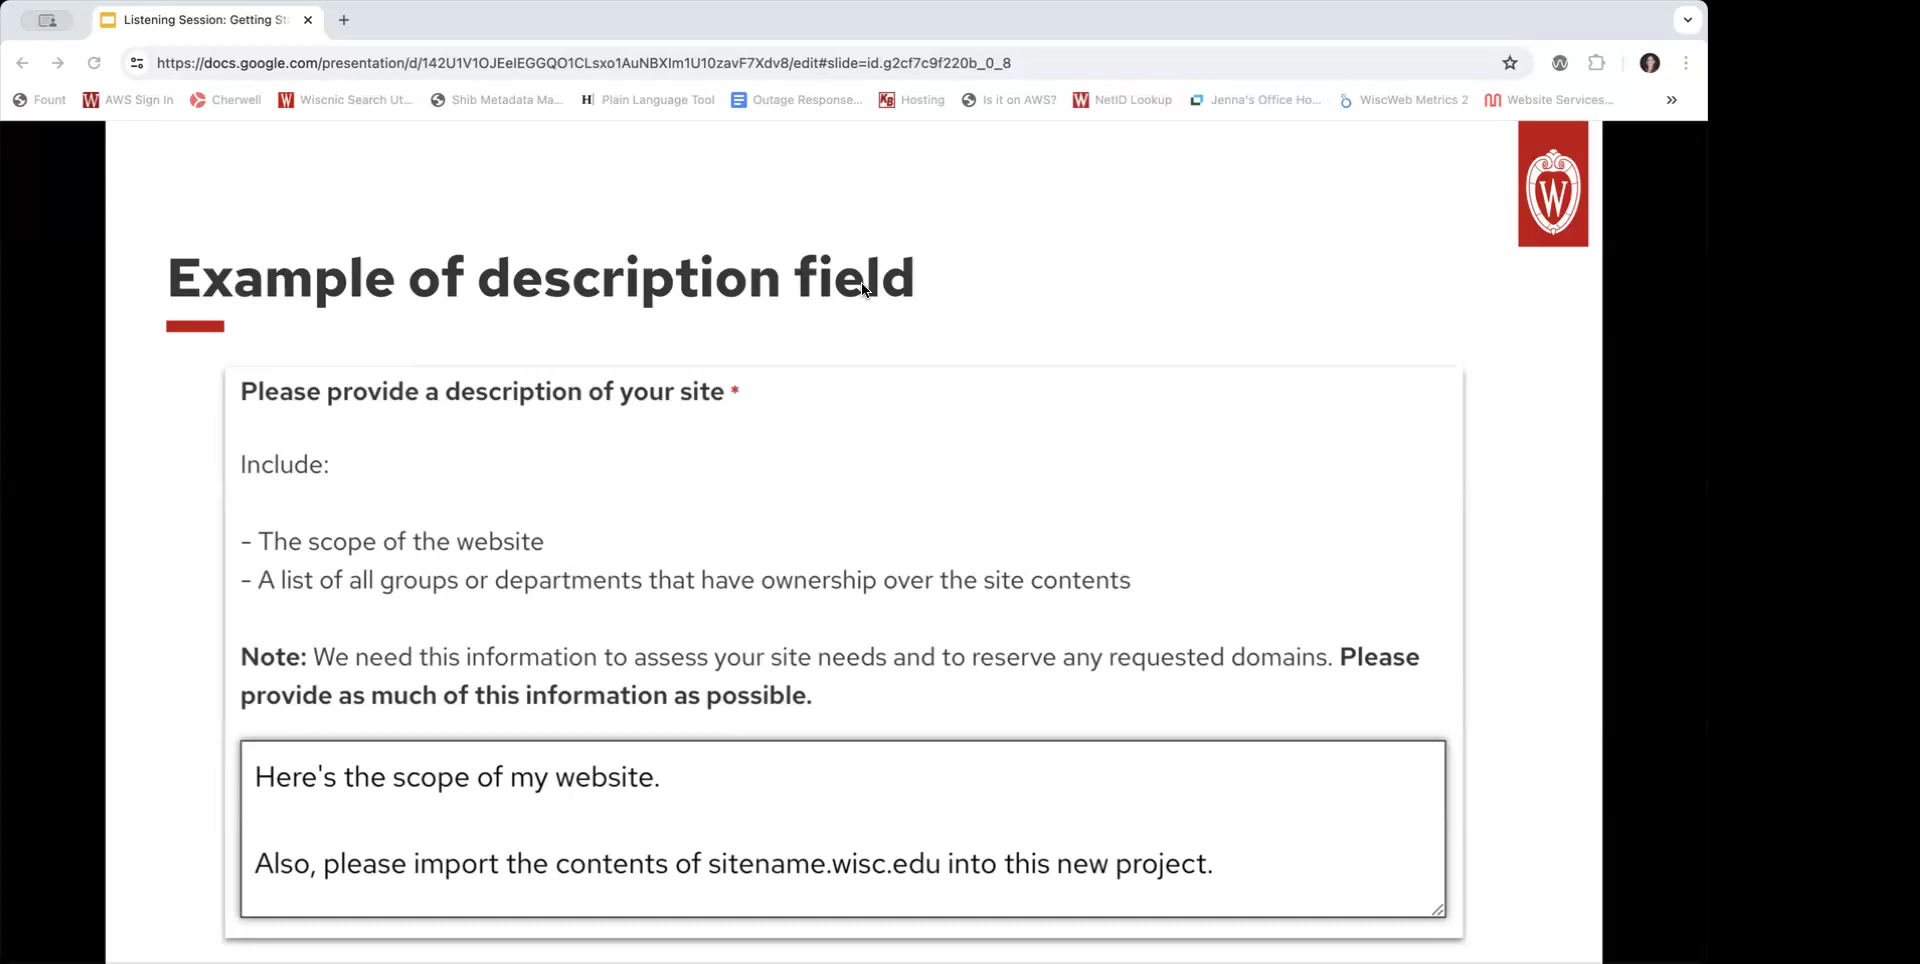 Listening Session: Getting St
https://docs.google.com/presentation/d/142U1V1OJEelEGGQO1CLsxo1AuNBXIm1U10zavF7Xdv8/edit#slide=id.g2cf7c9f220b_0_8
Fount AWS Sign In Cherwell Wiscnic Search Ut... Shib Metadata Ma... Plain Language Tool Outage Response... Hosting Is it on AWS? NetID Lookup Jenna's Office Ho... WiscWeb Metrics 2 Website Services...
W
Example of description field
Please provide a description of your site *
Include:
- The scope of the website
- A list of all groups or departments that have ownership over the site contents
Note: We need this information to assess your site needs and to reserve any requested domains. Please
provide as much of this information as possible.
Here's the scope of my website.
Also, please import the contents of sitename.wisc.edu into this new project.